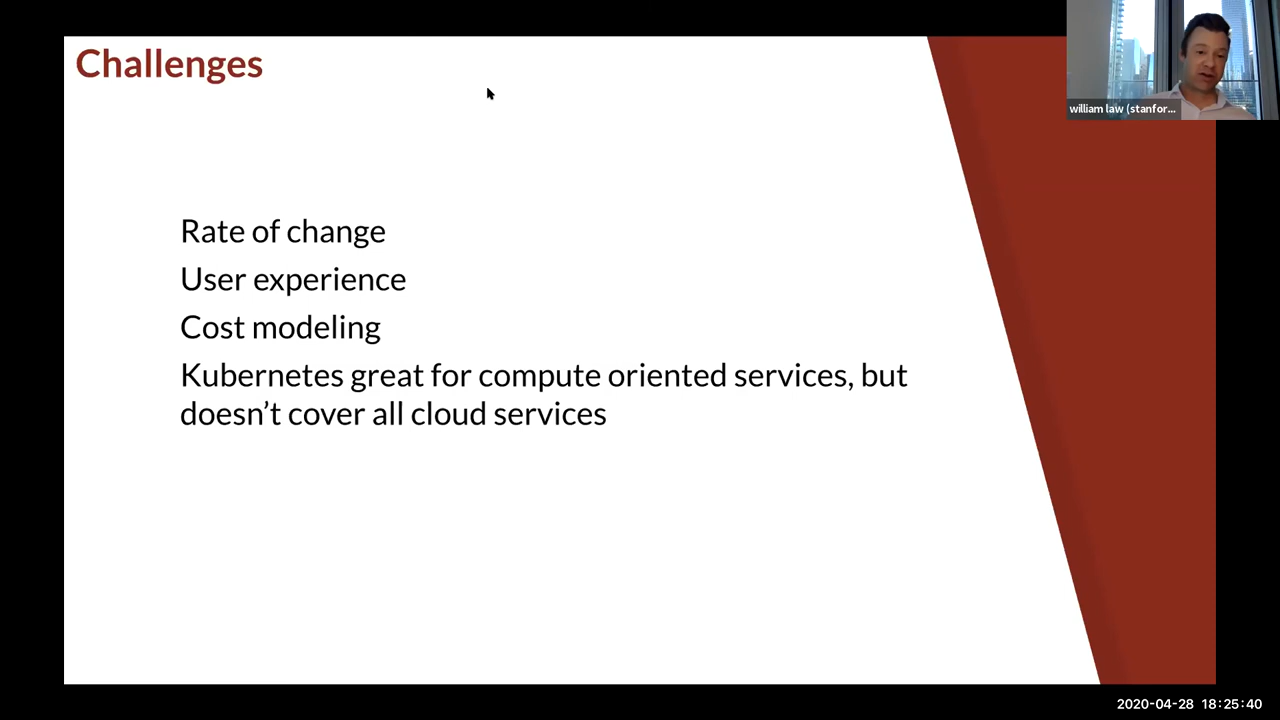 Challenges
william law (stanfor...
Rate of change
User experience
Cost modeling
Kubernetes great for compute oriented services, but
doesn’t cover all cloud services
2020-04-28 18:25:40